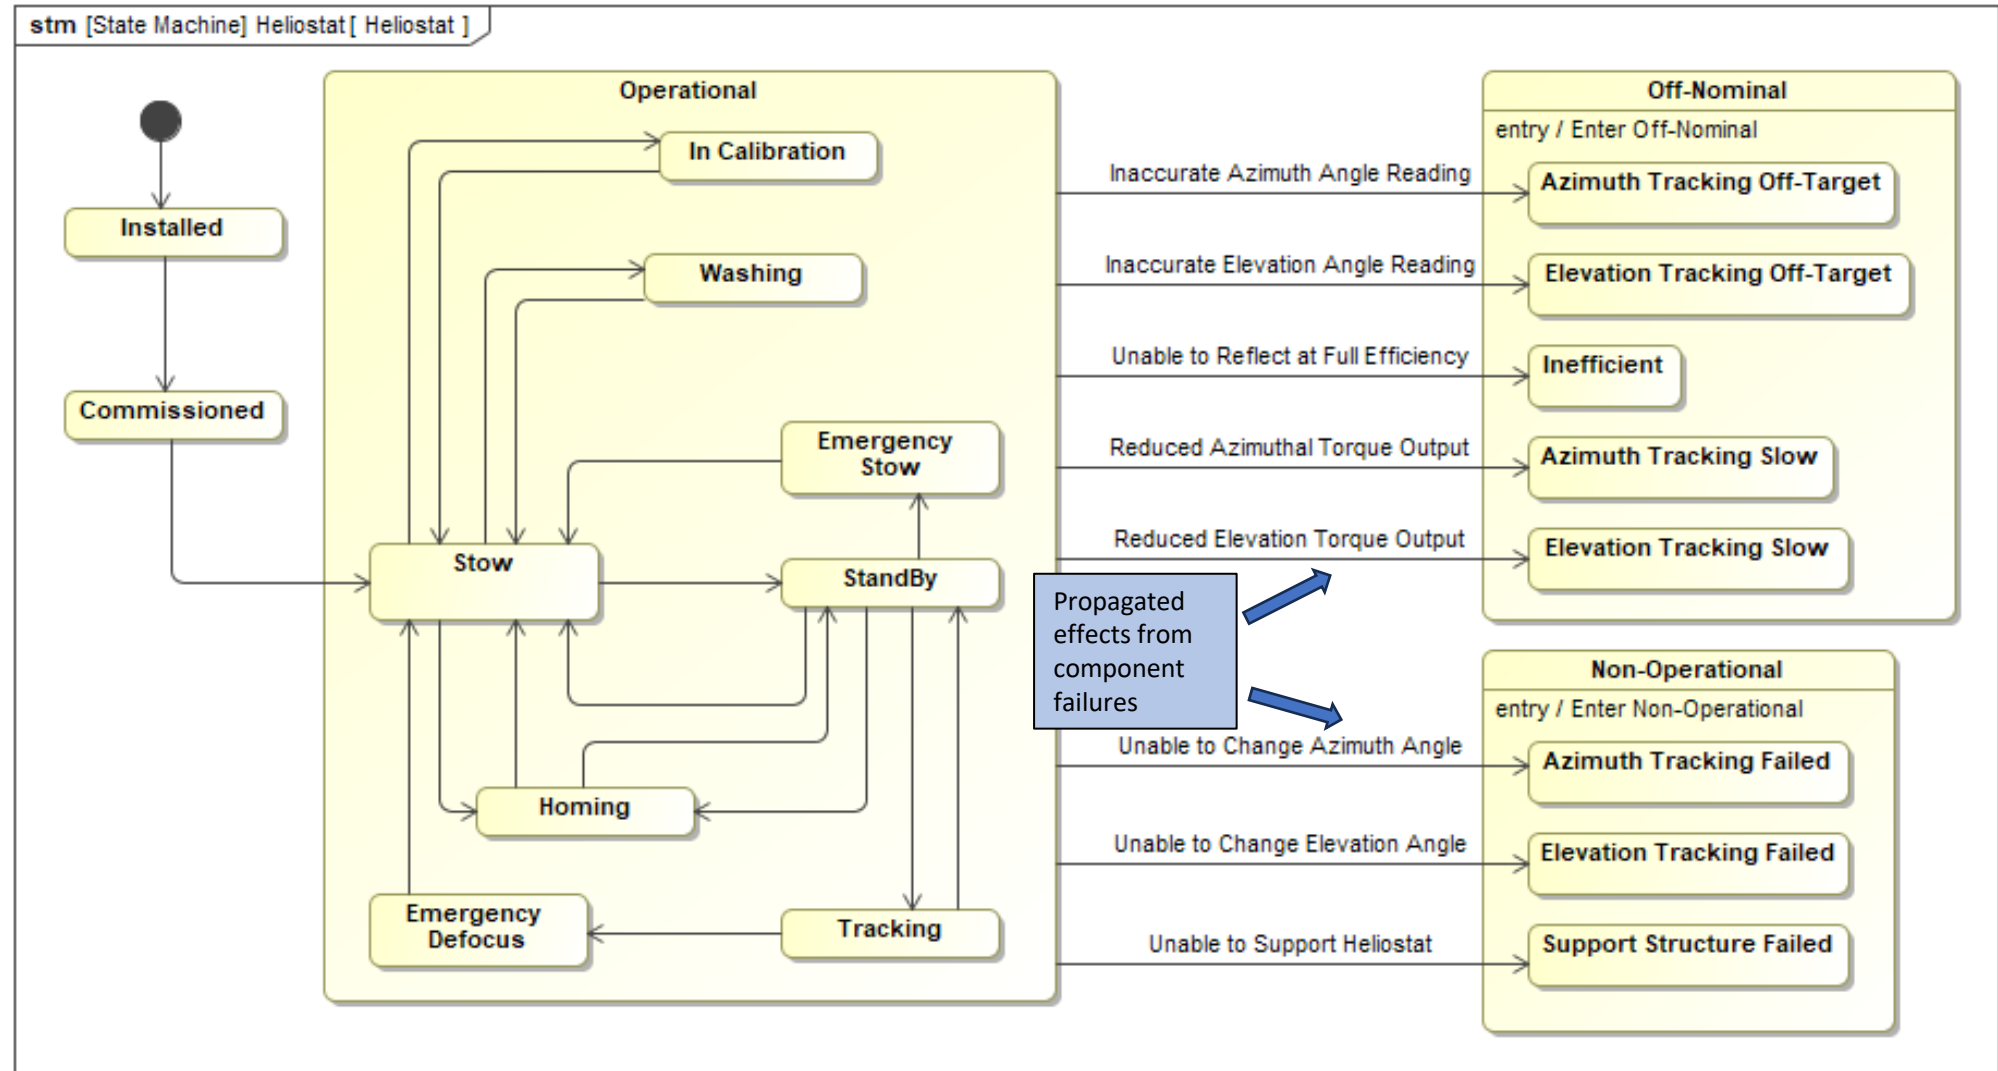 stm [State Machine] Heliostat[ Heliostat ]
Operational
Off-Nominal
entry / Enter Off-Nominal
In Calibration
Inaccurate Azimuth Angle Reading
Azimuth Tracking Off-Target
Installed
Washing
Inaccurate Elevation Angle Reading
Elevation Tracking Off-Target
Unable to Reflect at Full Efficiency
Inefficient
Commissioned
Emergency
Stow
Reduced Azimuthal Torque Output
Azimuth Tracking Slow
Stow
StandBy
Reduced Elevation Torque Output
Elevation Tracking Slow
Propagated
effects from
component
failures
Non-Operational
entry / Enter Non-Operational
Unable to Change Azimuth Angle
Azimuth Tracking Failed
Homing
Unable to Change Elevation Angle
Elevation Tracking Failed
Emergency
Defocus
Tracking
Unable to Support Heliostat
Support Structure Failed